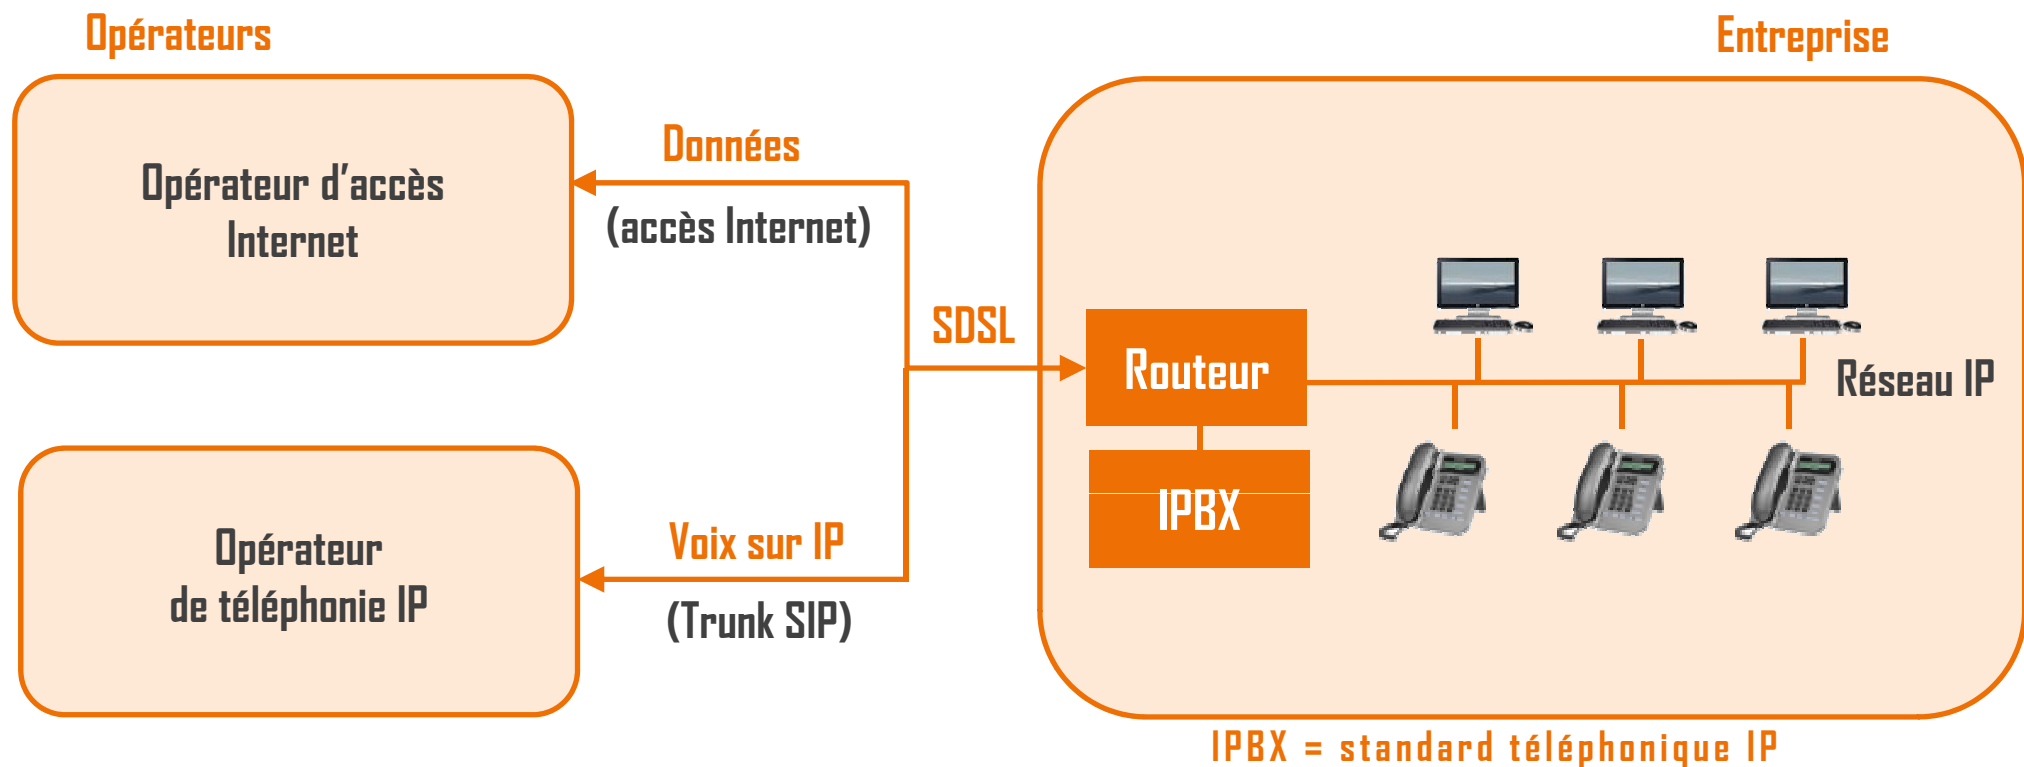 Opérateurs
Entreprise
Opérateur d'accès
Internet
Données
(accès Internet)
SDSL
Routeur
Réseau IP
IPBX
Opérateur
de téléphonie IP
Voix sur IP
(Trunk SIP)
IPBX = standard téléphonique IP